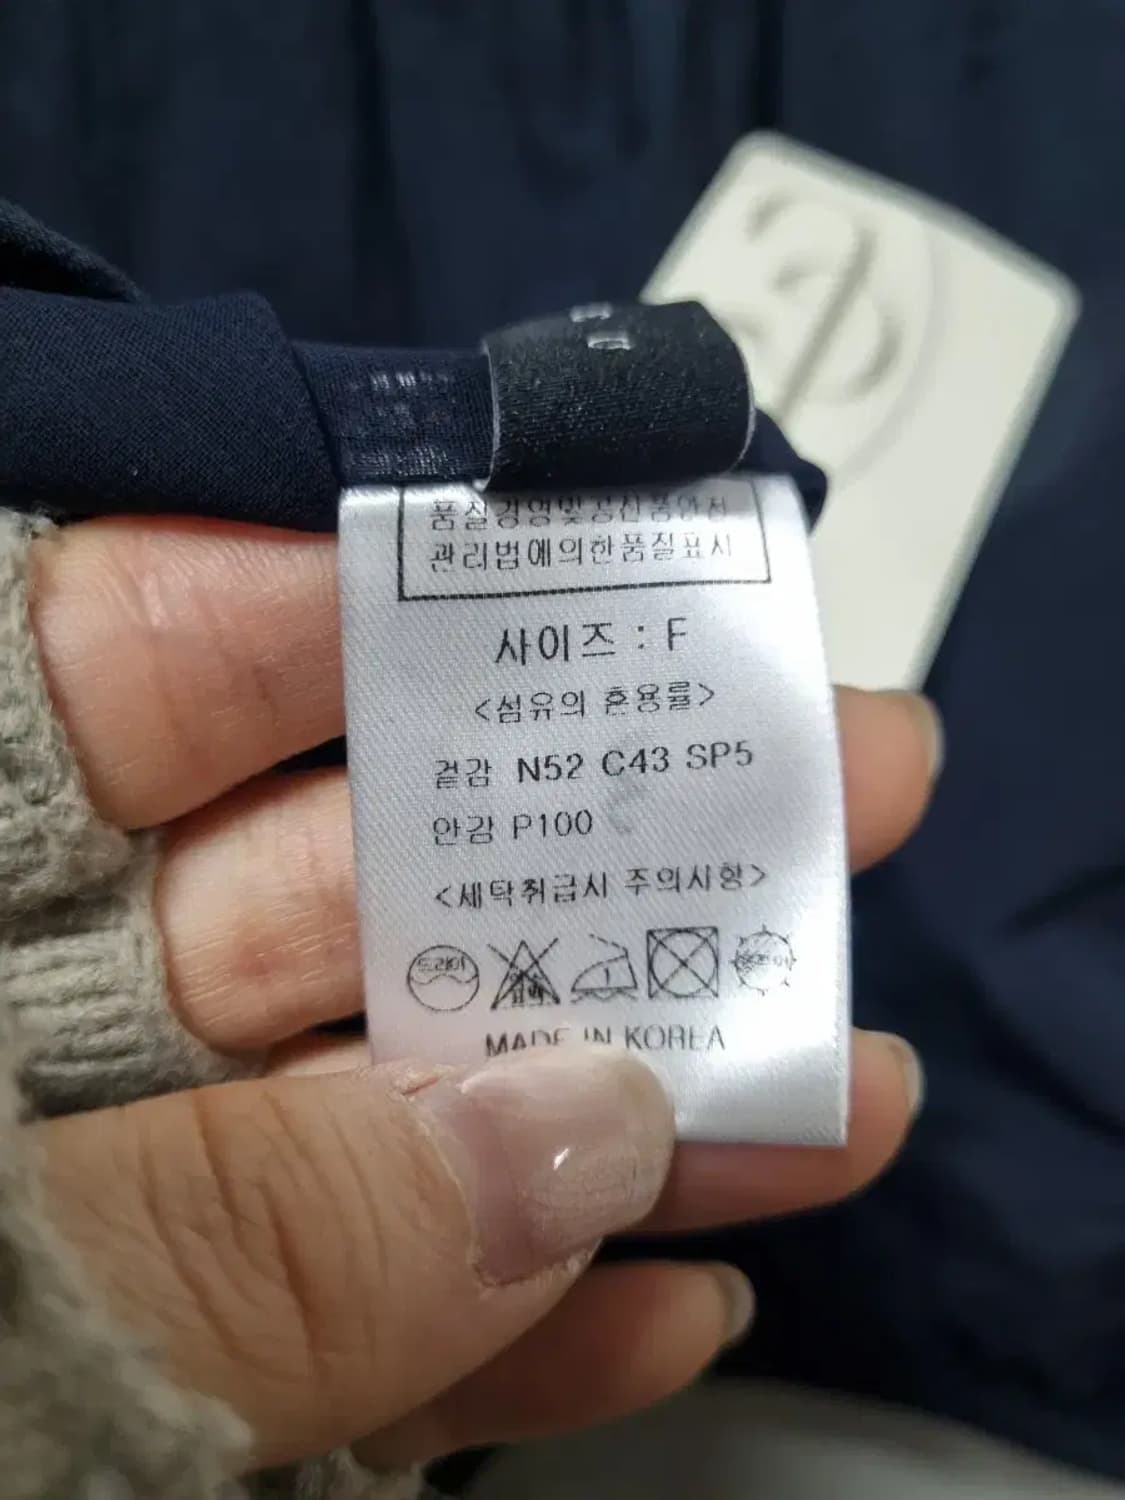 품질경영및공산품안전
관리법에의한품질표시
사이즈 : F
<섬유의 혼용률>
겉감 N52 C43 SP5
안감 P100
<세탁취급시 주의사항>
드라이
MADE IN KOREA